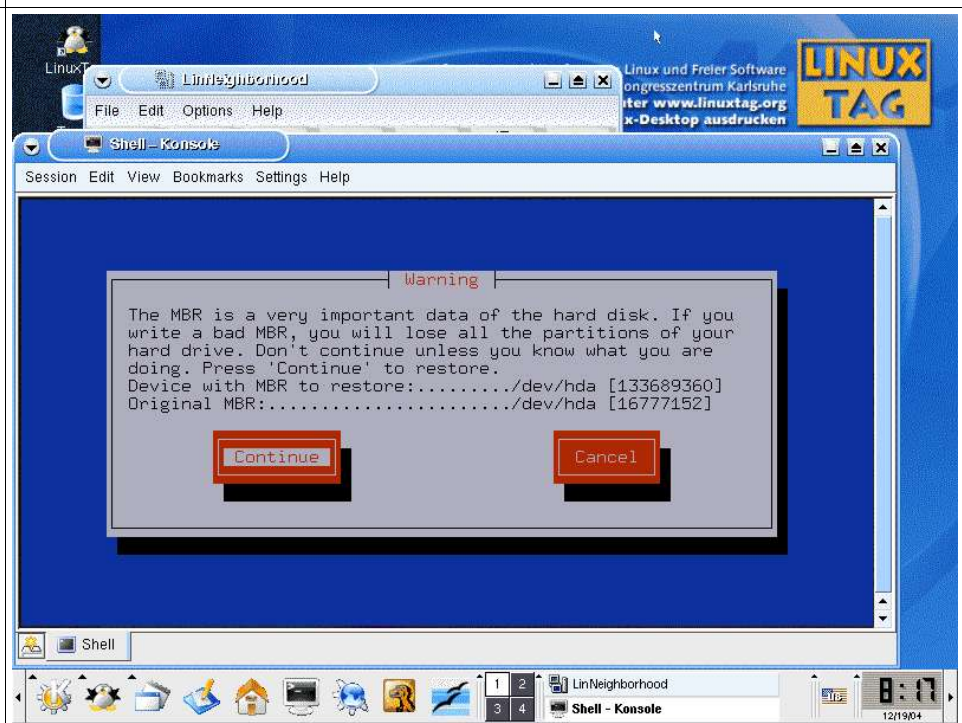 LINUX
TAG
LinNeighborhood
Linux und Freier Software
ongresszentrum Karlsruhe
www.linuxtag.org
x-Desktop ausdrucken
File Edit Options Help
Shell - Konsole
Session Edit View Bookmarks Settings Help
Warning
The MBR is a very important data of the hard disk. If you
write a bad MBR, you will lose all the partitions of your
hard drive. Don't continue unless you know what you are
doing. Press 'Continue' to restore.
Device with MBR to restore:........./dev/hda [133689360]
Original MBR:......................./dev/hda [16777152]
Continue
Cancel
Shell
1 2
3 4
LinNeighborhood
Shell - Konsole
8:17
12/19/04